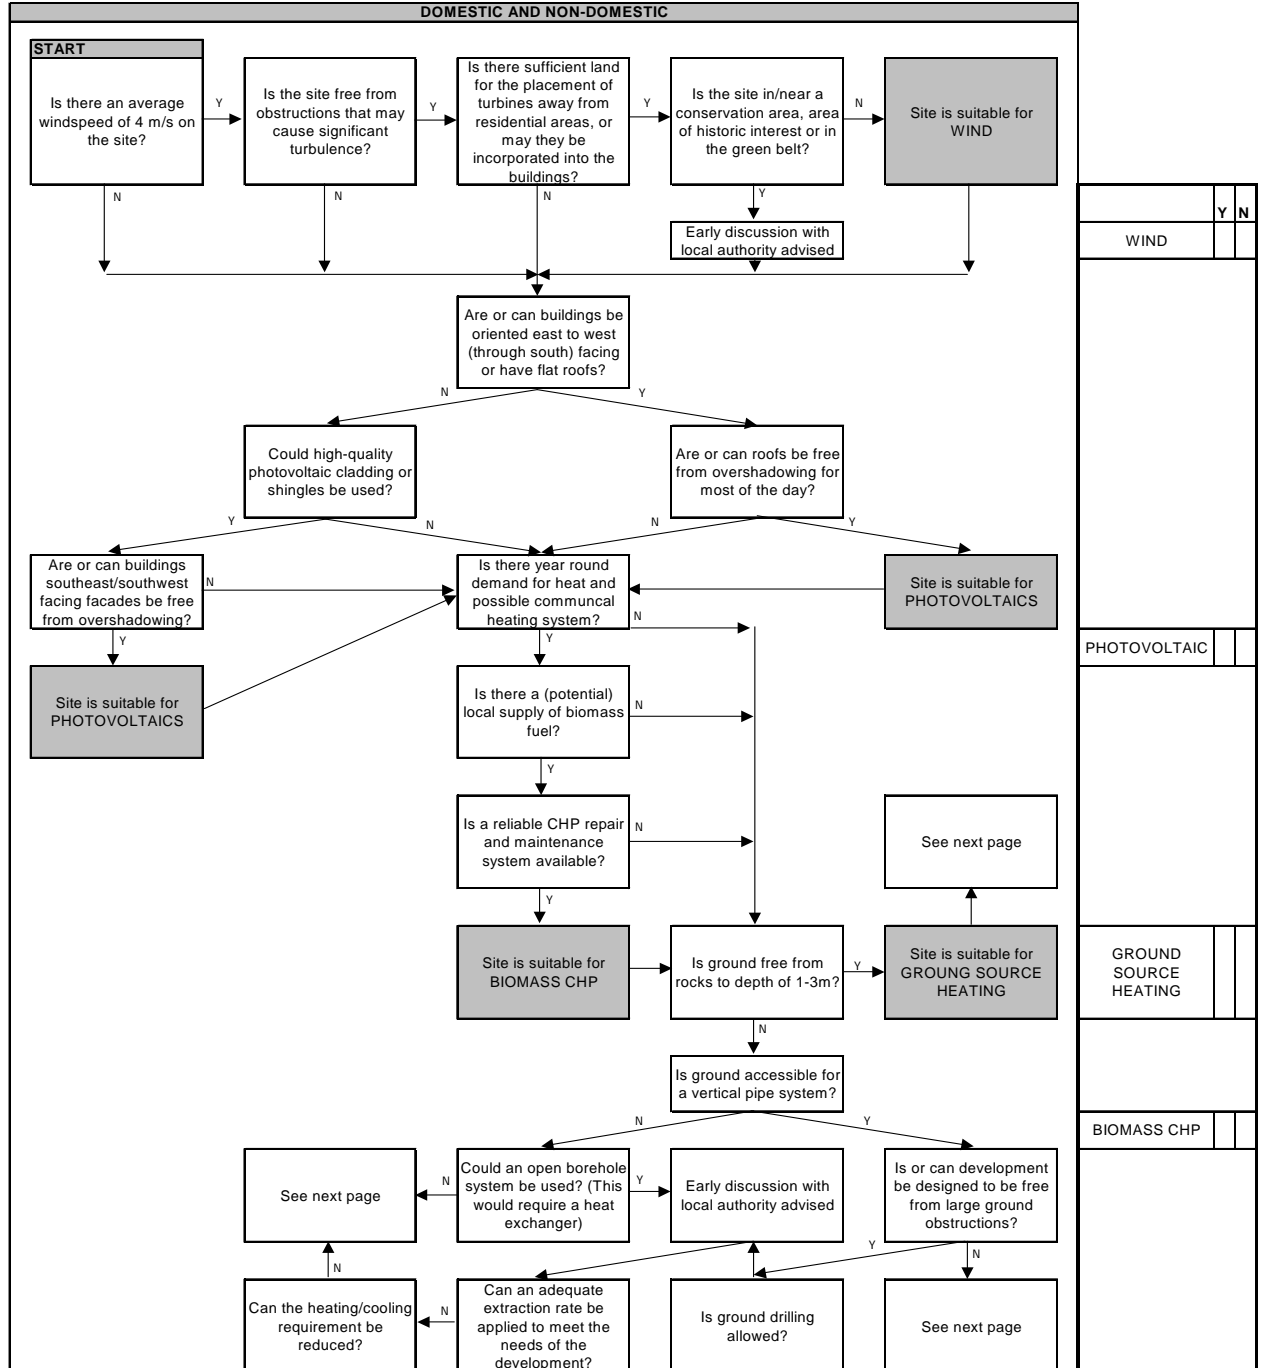 DOMESTIC AND NON-DOMESTIC
START
Is there an average
windspeed of 4 m/s on
the site?
Y
Is the site free from
obstructions that may
cause significant
turbulence?
Y
Is there sufficient land
for the placement of
turbines away from
residential areas, or
may they be
incorporated into the
buildings?
Y
Is the site in/near a
conservation area, area
of historic interest or in
the green belt?
N
Site is suitable for
WIND
N
N
N
Y
Y N
Early discussion with
local authority advised
WIND
Are or can buildings be
oriented east to west
(through south) facing
or have flat roofs?
N
Y
Could high-quality
photovoltaic cladding or
shingles be used?
Are or can roofs be free
from overshadowing for
most of the day?
Y
N
N
Y
Are or can buildings
southeast/southwest
facing facades be free
from overshadowing?
N
Is there year round
demand for heat and
possible communcal
heating system?
N
Site is suitable for
PHOTOVOLTAICS
Y
Y
PHOTOVOLTAIC
Site is suitable for
PHOTOVOLTAICS
Is there a (potential)
local supply of biomass
fuel?
N
Y
Is a reliable CHP repair
and maintenance
system available?
N
See next page
Y
Site is suitable for
BIOMASS CHP
Is ground free from
rocks to depth of 1-3m?
Y
Site is suitable for
GROUNG SOURCE
HEATING
GROUND
SOURCE
HEATING
N
Is ground accessible for
a vertical pipe system?
N
Y
BIOMASS CHP
See next page
N
Could an open borehole
system be used? (This
would require a heat
exchanger)
Y
Early discussion with
local authority advised
Is or can development
be designed to be free
from large ground
obstructions?
Y
N
N
Can the heating/cooling
requirement be
reduced?
N
Can an adequate
extraction rate be
applied to meet the
needs of the
development?
Is ground drilling
allowed?
See next page